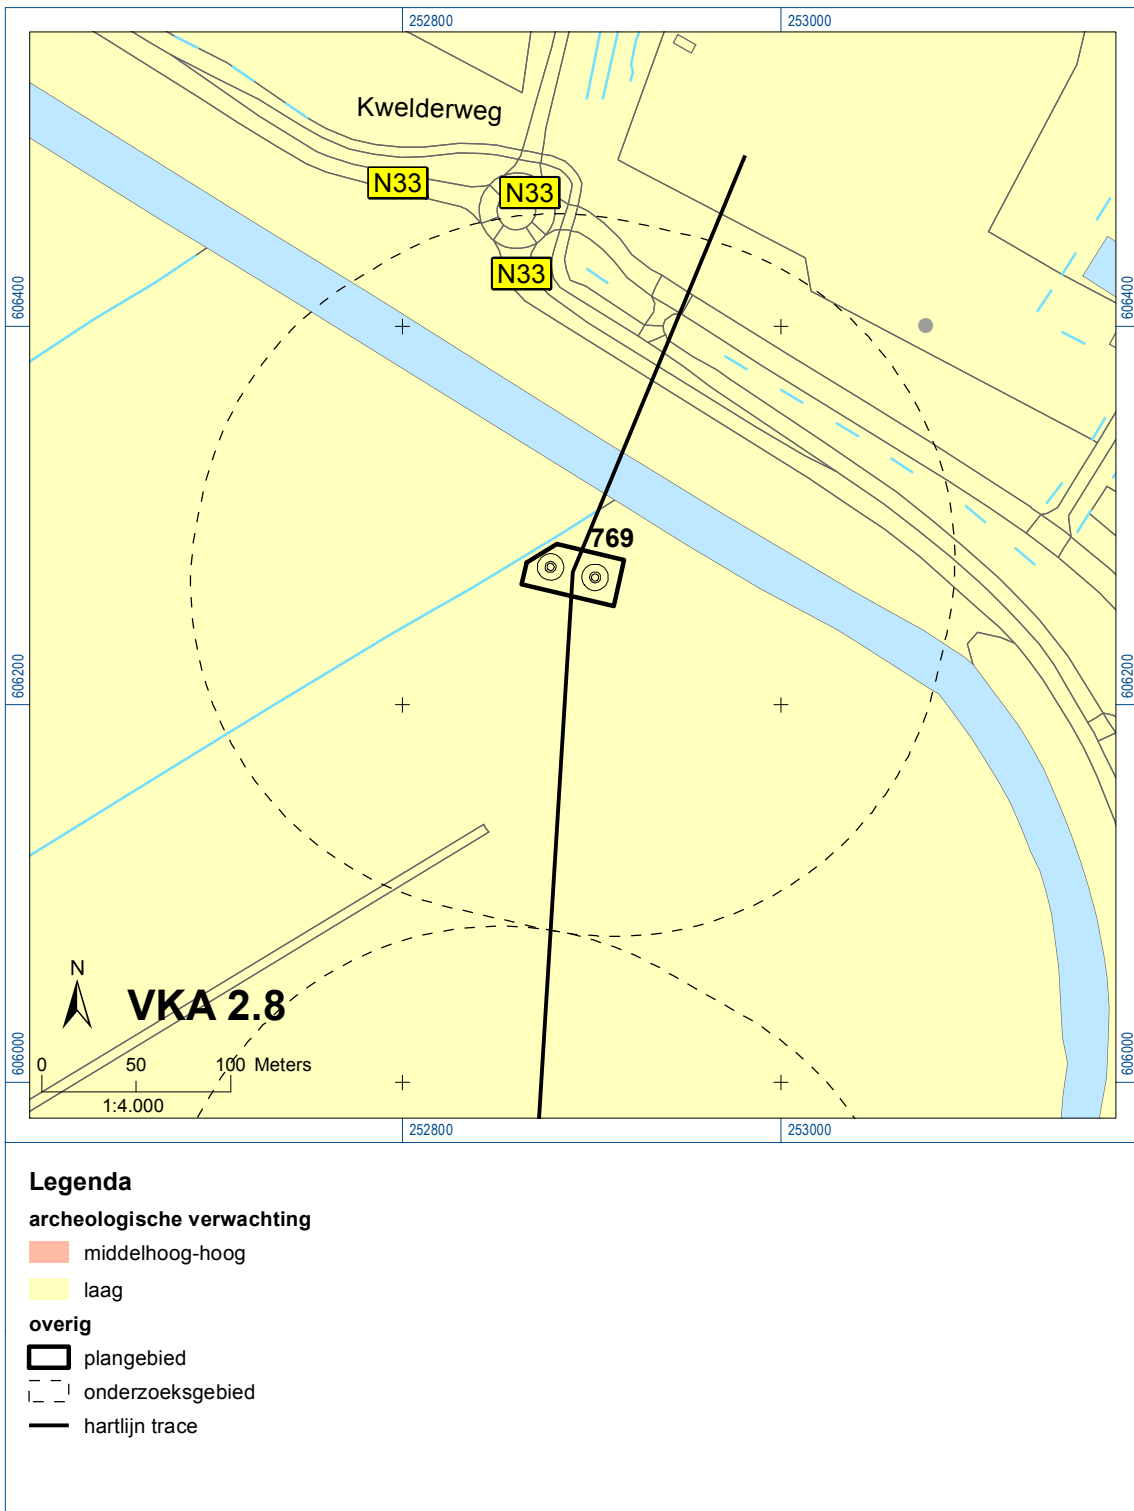 252800
253000
Kwelderweg
N33
N33
N33
606400
606400
769
606200
606200
N
VKA 2.8
606000
606000
0 50 100 Meters
1:4.000
252800
253000
Legenda
archeologische verwachting
middelhoog-hoog
laag
overig
plangebied
onderzoeksgebied
hartlijn trace